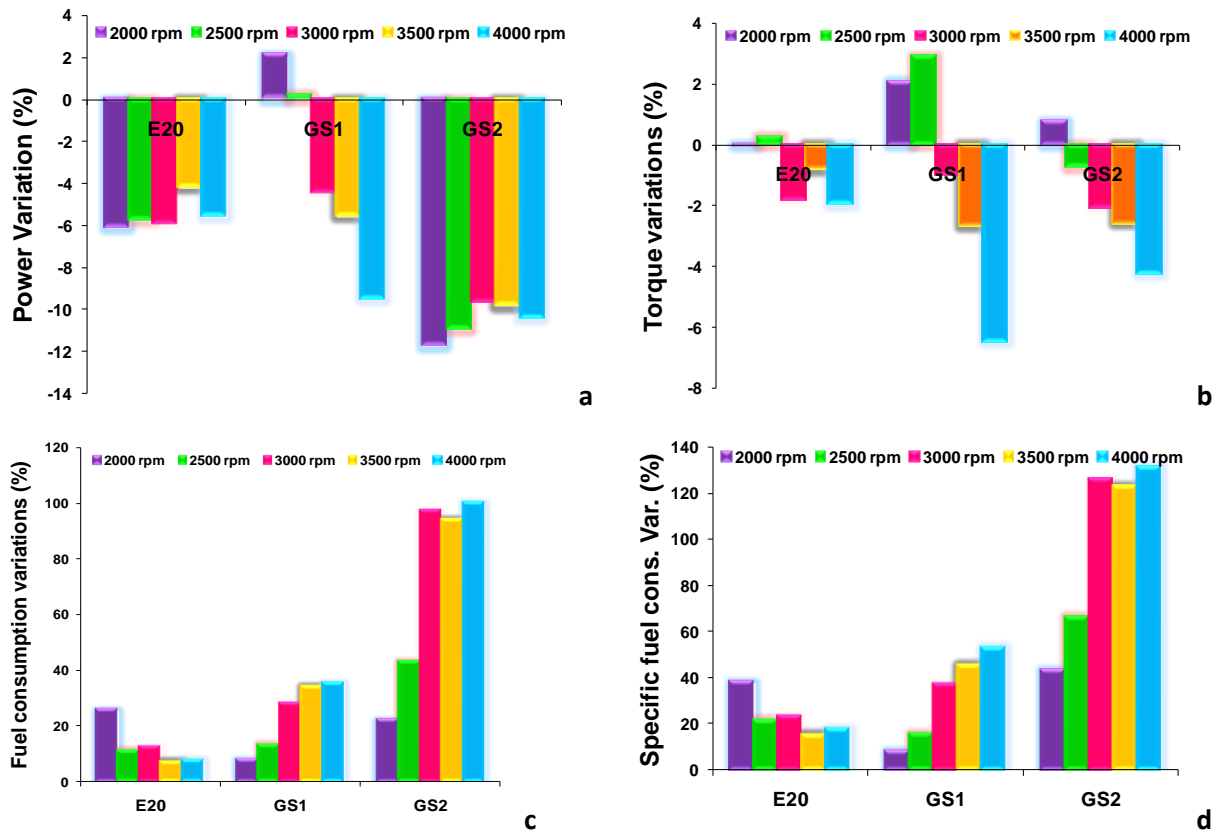 Power Variation (%)
4
2
0
-2
-4
-6
-8
-10
-12
-14
2000 rpm 2500 rpm 3000 rpm 3500 rpm 4000 rpm
E20 GS1 GS2
a
Torque variations (%)
4
2
0
-2
-4
-6
-8
2000 rpm 2500 rpm 3000 rpm 3500 rpm 4000 rpm
E20 GS1 GS2
b
Fuel consumption variations (%)
120
100
80
60
40
20
0
2000 rpm 2500 rpm 3000 rpm 3500 rpm 4000 rpm
E20 GS1 GS2
c
Specific fuel cons. Var. (%)
140
120
100
80
60
40
20
0
2000 rpm 2500 rpm 3000 rpm 3500 rpm 4000 rpm
E20 GS1 GS2
d